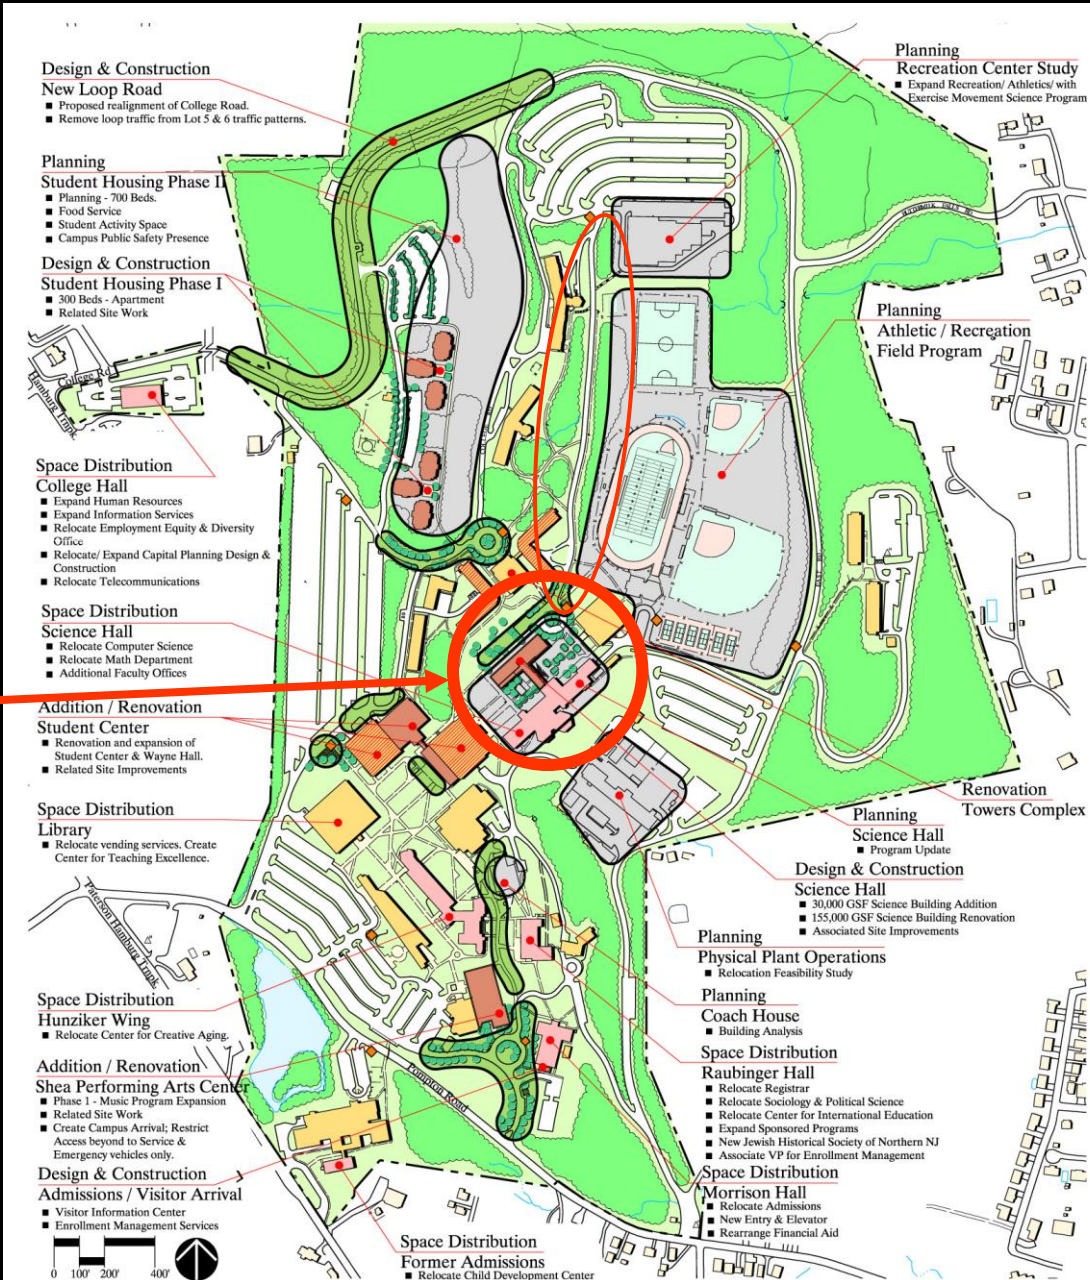 Design & Construction
New Loop Road
■ Proposed realignment of College Road.
■ Remove loop traffic from Lot 5 & 6 traffic patterns.
Planning
Student Housing Phase II
■ Planning - 700 Beds.
■ Food Service
■ Student Activity Space
■ Campus Public Safety Presence
Design & Construction
Student Housing Phase I
■ 300 Beds - Apartment
■ Related Site Work
College Rd
Hamburg Tnpk.
Space Distribution
College Hall
■ Expand Human Resources
■ Expand Information Services
■ Relocate Employment Equity & Diversity
Office
■ Relocate/ Expand Capital Planning Design &
Construction
■ Relocate Telecommunications
Space Distribution
Science Hall
■ Relocate Computer Science
■ Relocate Math Department
■ Additional Faculty Offices
Addition / Renovation
Student Center
■ Renovation and expansion of
Student Center & Wayne Hall.
■ Related Site Improvements
Space Distribution
Library
■ Relocate vending services. Create
Center for Teaching Excellence.
Paterson Hamburg Tnpk.
Space Distribution
Hunziker Wing
■ Relocate Center for Creative Aging.
Addition / Renovation
Shea Performing Arts Center
■ Phase 1 - Music Program Expansion
■ Related Site Work
■ Create Campus Arrival; Restrict
Access beyond to Service &
Emergency vehicles only.
Design & Construction
Admissions / Visitor Arrival
■ Visitor Information Center
■ Enrollment Management Services
0 100' 200' 400'
Pompton Road
Space Distribution
Former Admissions
■ Relocate Child Development Center
Planning
Recreation Center Study
■ Expand Recreation/ Athletics/ with
Exercise Movement Science Program
Planning
Athletic / Recreation
Field Program
Renovation
Towers Complex
Planning
Science Hall
■ Program Update
Design & Construction
Science Hall
■ 30,000 GSF Science Building Addition
■ 155,000 GSF Science Building Renovation
■ Associated Site Improvements
Planning
Physical Plant Operations
■ Relocation Feasibility Study
Planning
Coach House
■ Building Analysis
Space Distribution
Raubinger Hall
■ Relocate Registrar
■ Relocate Sociology & Political Science
■ Relocate Center for International Education
■ Expand Sponsored Programs
■ New Jewish Historical Society of Northern NJ
■ Associate VP for Enrollment Management
Space Distribution
Morrison Hall
■ Relocate Admissions
■ New Entry & Elevator
■ Rearrange Financial Aid